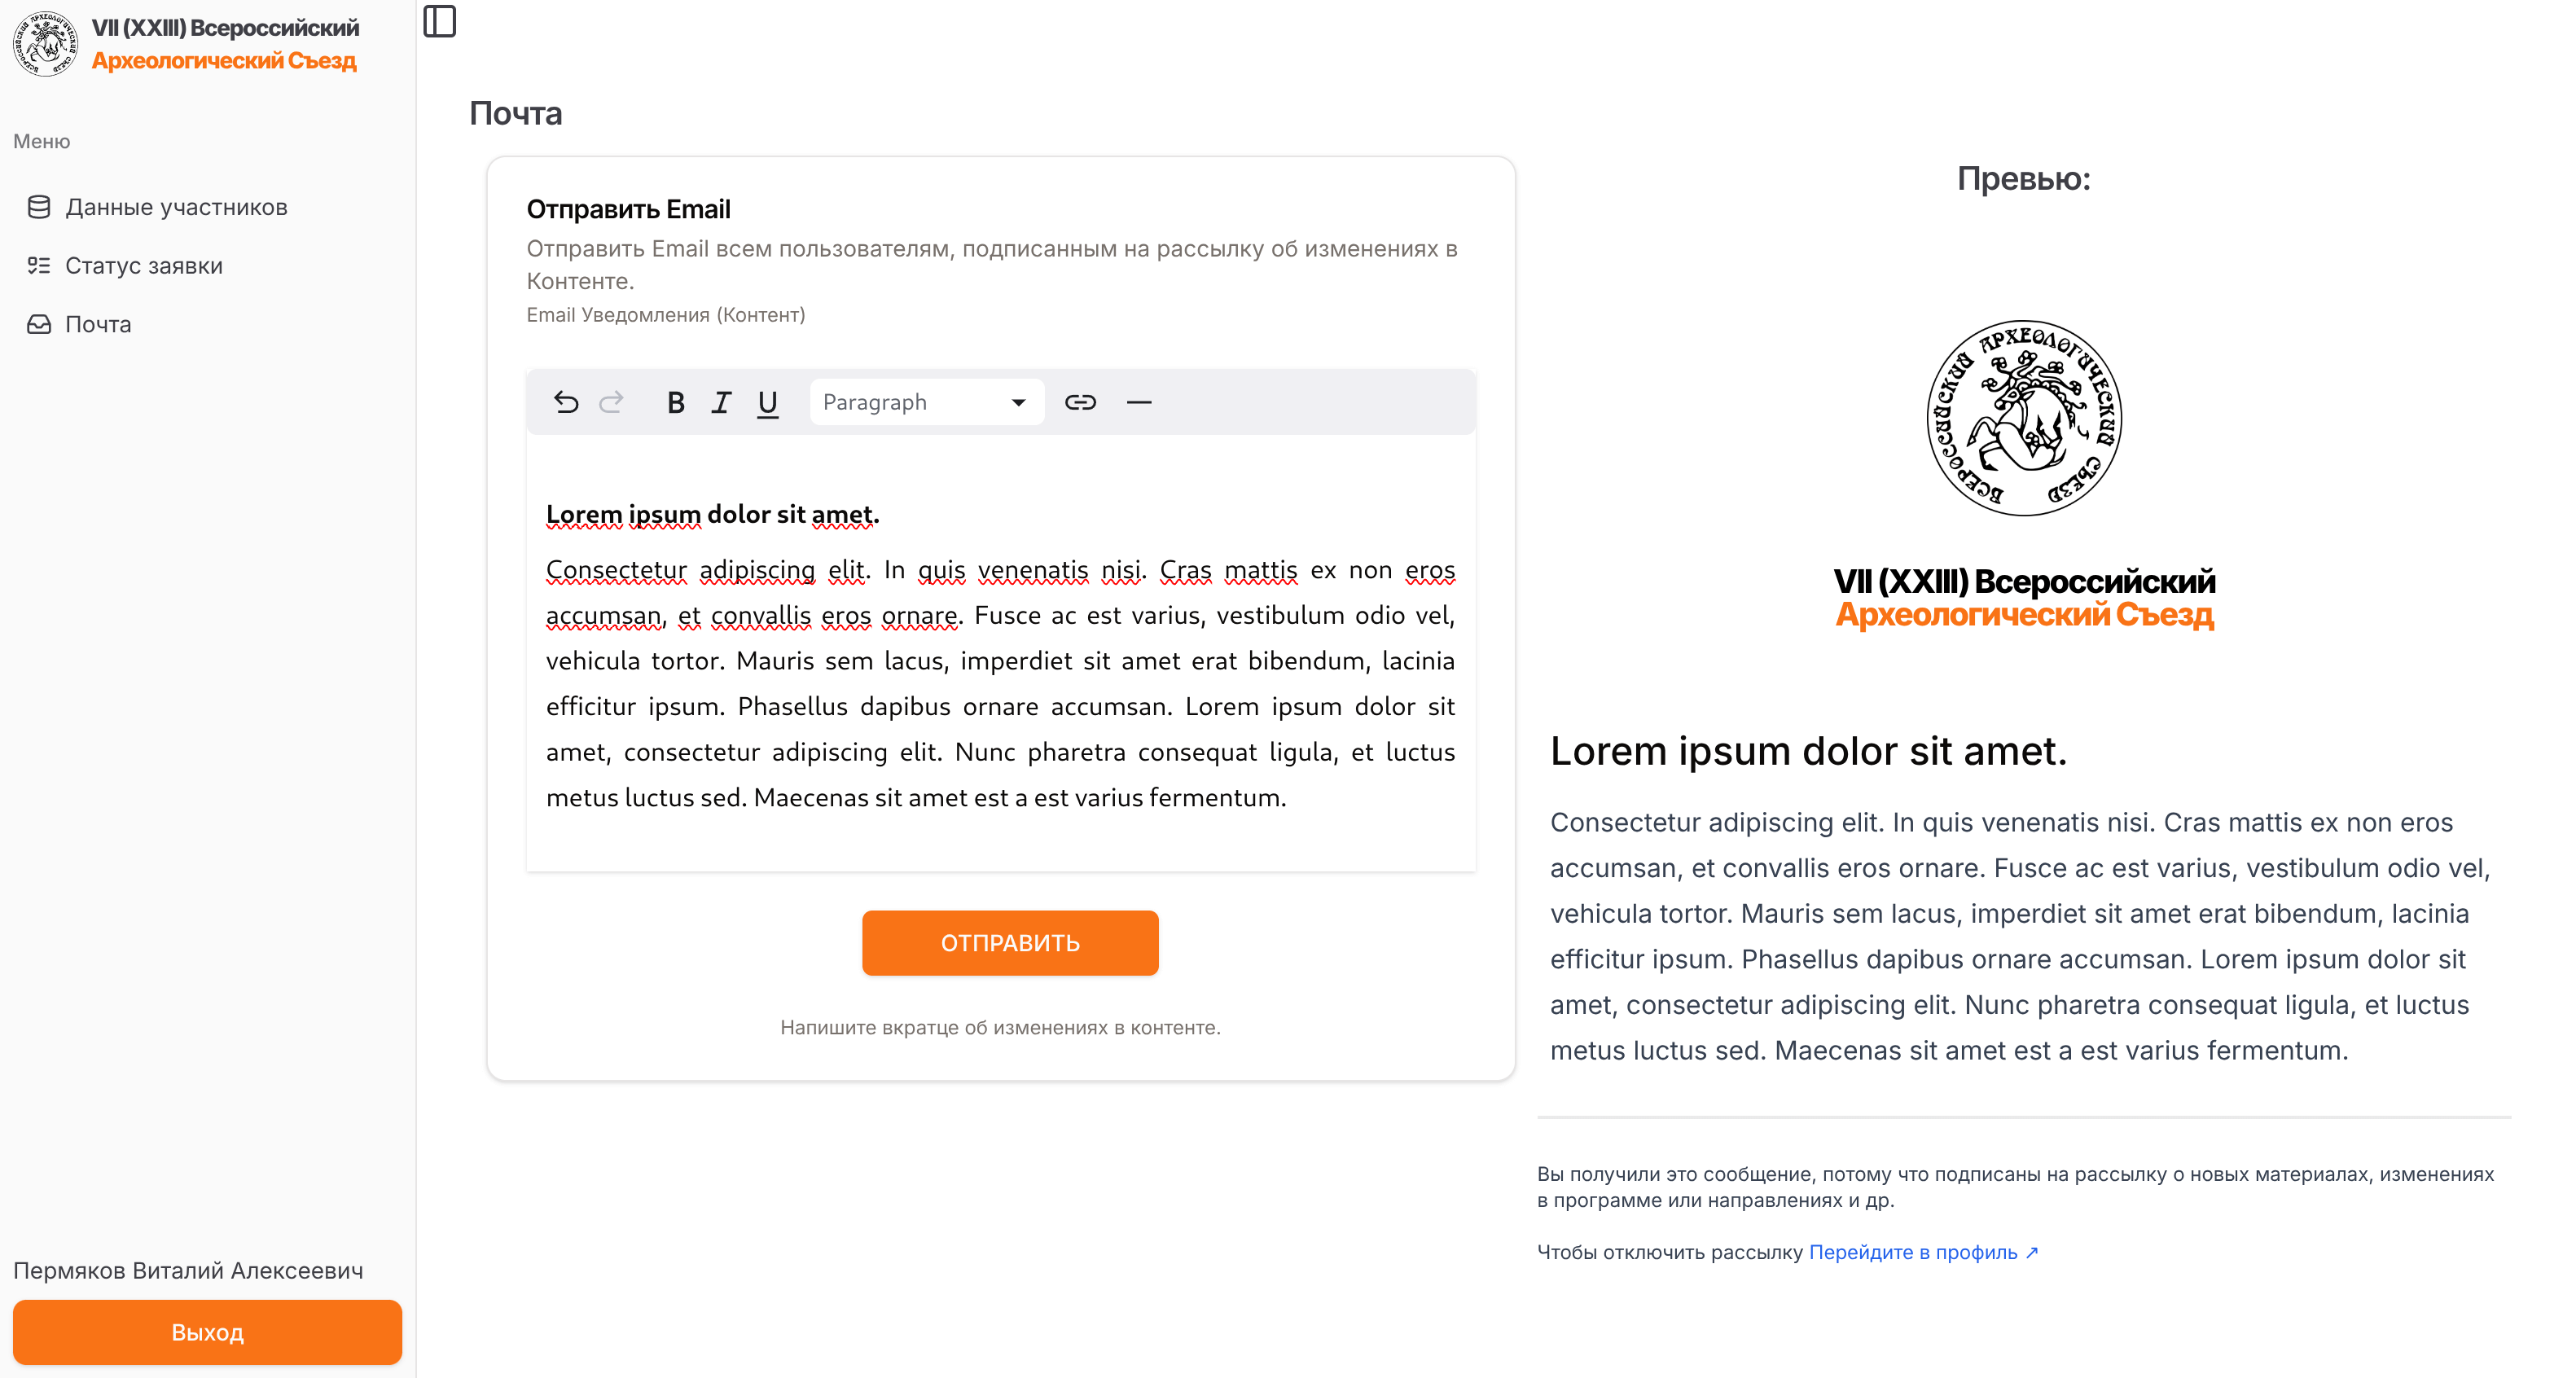 VII (XXIII) Всероссийский
Археологический Съезд
Меню
Данные участников
Статус заявки
Почта
Пермяков Виталий Алексеевич
Выход
Почта
Отправить Email
Отправить Email всем пользователям, подписанным на рассылку об изменениях в
Контенте.
Email Уведомления (Контент)
B I U Paragraph
Lorem ipsum dolor sit amet.
Consectetur adipiscing elit. In quis venenatis nisi. Cras mattis ex non eros
accumsan, et convallis eros ornare. Fusce ac est varius, vestibulum odio vel,
vehicula tortor. Mauris sem lacus, imperdiet sit amet erat bibendum, lacinia
efficitur ipsum. Phasellus dapibus ornare accumsan. Lorem ipsum dolor sit
amet, consectetur adipiscing elit. Nunc pharetra consequat ligula, et luctus
metus luctus sed. Maecenas sit amet est a est varius fermentum.
ОТПРАВИТЬ
Напишите вкратце об изменениях в контенте.
Превью:
ВСЕРОССИЙСКИЙ АРХЕОЛОГИЧЕСКИЙ СЪЕЗД
VII (XXIII) Всероссийский
Археологический Съезд
Lorem ipsum dolor sit amet.
Consectetur adipiscing elit. In quis venenatis nisi. Cras mattis ex non eros
accumsan, et convallis eros ornare. Fusce ac est varius, vestibulum odio vel,
vehicula tortor. Mauris sem lacus, imperdiet sit amet erat bibendum, lacinia
efficitur ipsum. Phasellus dapibus ornare accumsan. Lorem ipsum dolor sit
amet, consectetur adipiscing elit. Nunc pharetra consequat ligula, et luctus
metus luctus sed. Maecenas sit amet est a est varius fermentum.
Вы получили это сообщение, потому что подписаны на рассылку о новых материалах, изменениях
в программе или направлениях и др.
Чтобы отключить рассылку Перейдите в профиль ↗